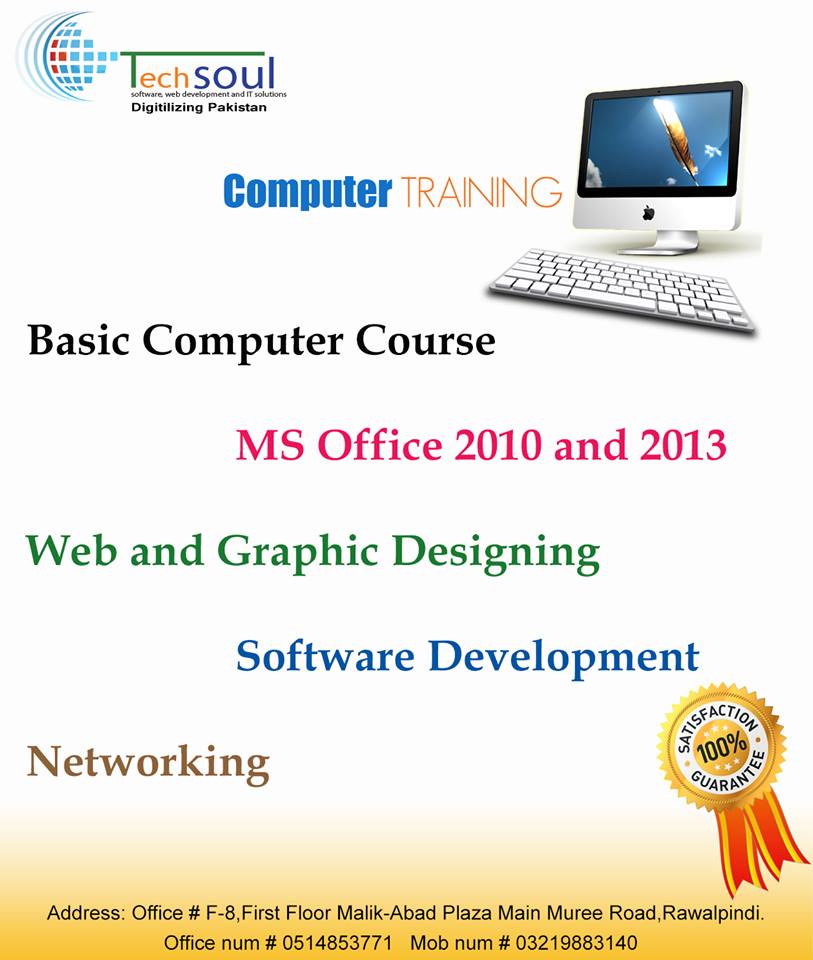 Techsoul
software, web development and IT solutions
Digitilizing Pakistan
Computer TRAINING
Basic Computer Course
MS Office 2010 and 2013
Web and Graphic Designing
Software Development
Networking
SATISFACTION
100%
GUARANTEE
Address: Office # F-8,First Floor Malik-Abad Plaza Main Muree Road,Rawalpindi.
Office num # 0514853771 Mob num # 03219883140